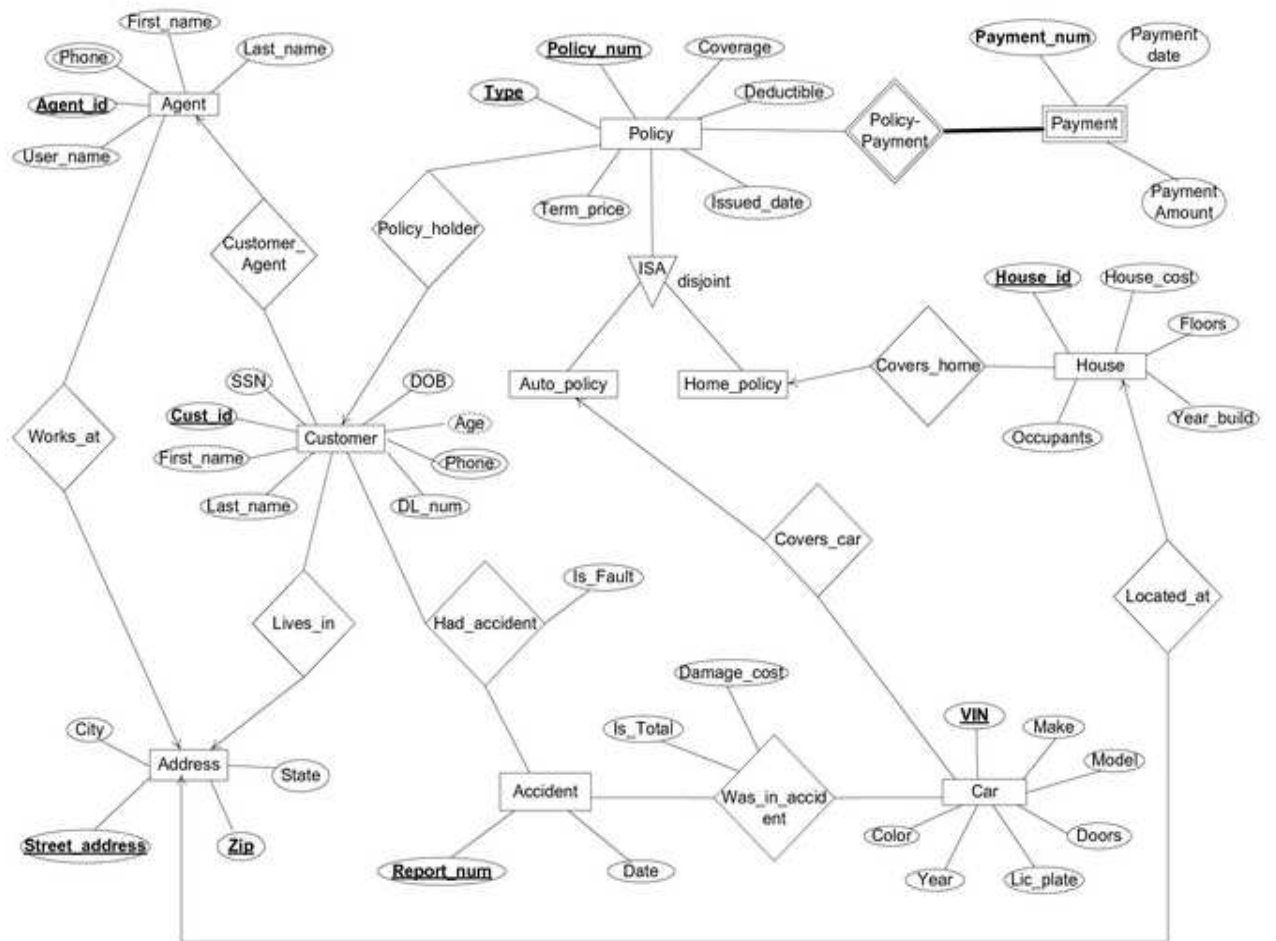 First_name
Phone
Last_name
Agent_id
Agent
User_name
Policy_num
Coverage
Type
Deductible
Policy
Term_price
Issued_date
Policy-
Payment
Payment_num
Payment
date
Payment
Payment
Amount
Customer_
Agent
Policy_holder
ISA
disjoint
House_id
House_cost
Floors
House
Year_build
Occupants
Covers_home
Auto_policy
Home_policy
Works_at
SSN
DOB
Cust_id
Age
Customer
First_name
Phone
Last_name
DL_num
Covers_car
Located_at
Lives_in
Had_accident
Is_Fault
Damage_cost
Is_Total
Was_in_accid
ent
City
Address
State
Street_address
Zip
Accident
Report_num
Date
VIN
Make
Model
Car
Color
Doors
Year
Lic_plate